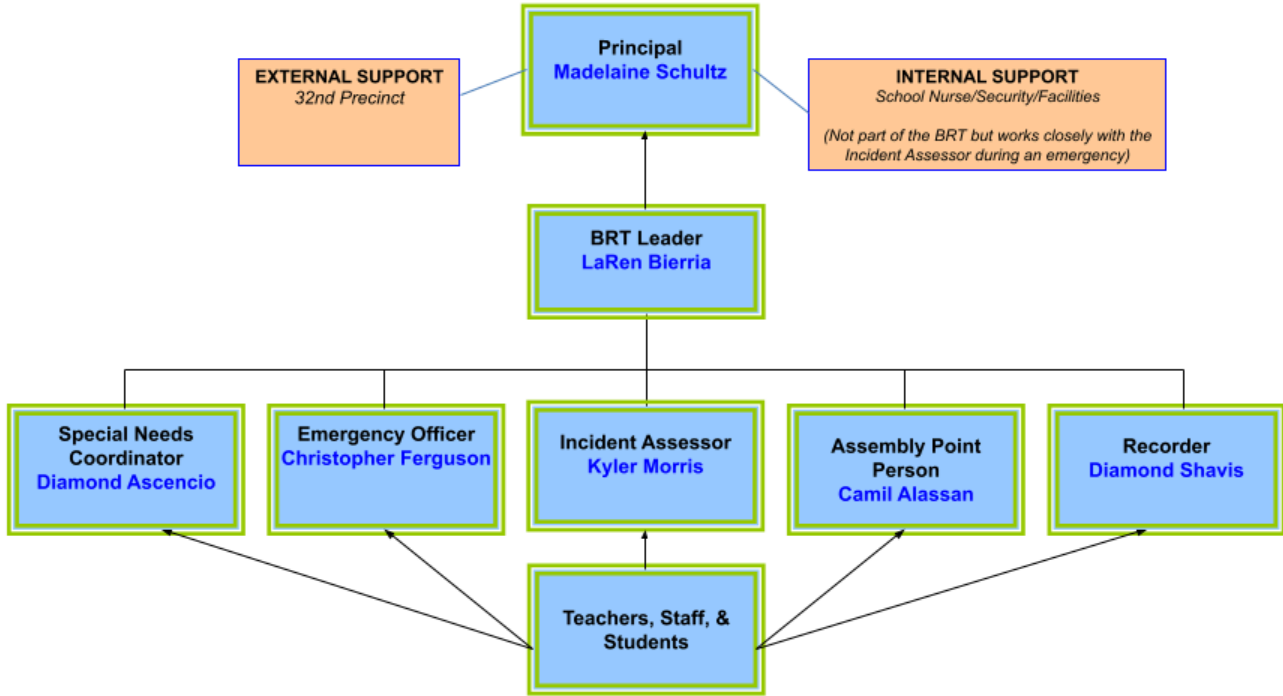 Principal
Madelaine Schultz
EXTERNAL SUPPORT
32nd Precinct
INTERNAL SUPPORT
School Nurse/Security/Facilities
(Not part of the BRT but works closely with the
Incident Assessor during an emergency)
BRT Leader
LaRen Bierria
Special Needs
Coordinator
Diamond Ascencio
Emergency Officer
Christopher Ferguson
Incident Assessor
Kyler Morris
Assembly Point
Person
Camil Alassan
Recorder
Diamond Shavis
Teachers, Staff, &
Students